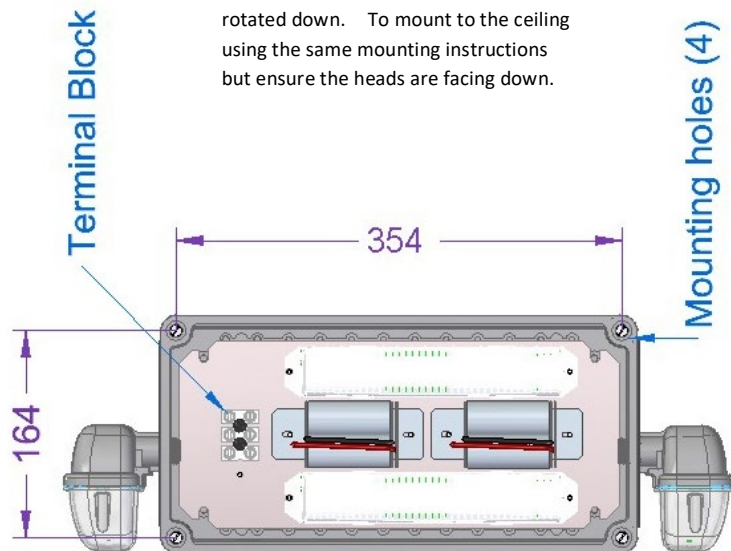 rotated down. To mount to the ceiling
using the same mounting instructions
but ensure the heads are facing down.
Terminal Block
Mounting holes (4)
354
164